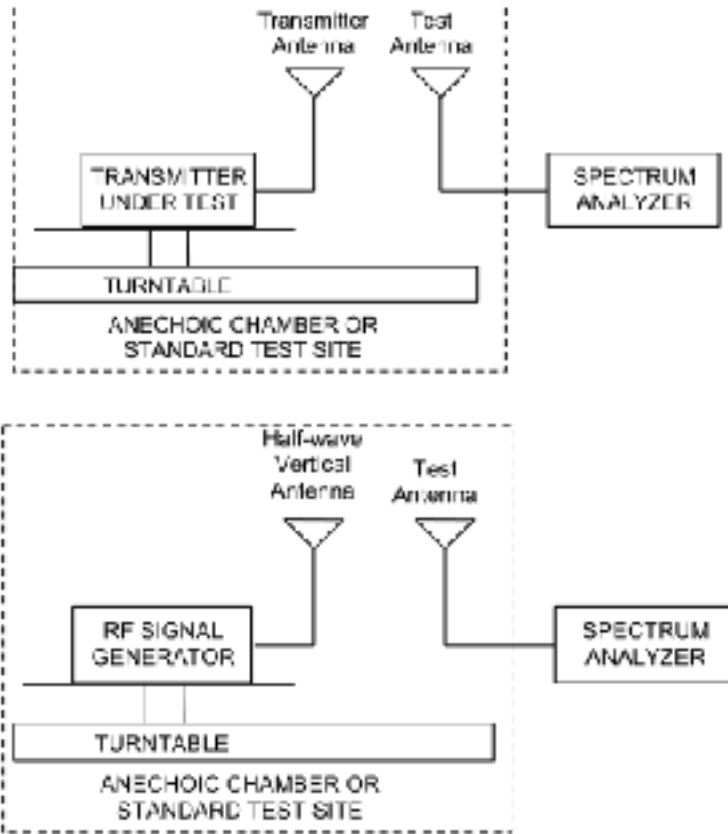 Transmitter
Antenna
Test
Antenna
TRANSMITTER
UNDER TEST
SPECTRUM
ANALYZER
TURNTABLE
ANECHOIC CHAMBER OR
STANDARD TEST SITE
Half-wave
Vertical
Antenna
Test
Antenna
RF SIGNAL
GENERATOR
SPECTRUM
ANALYZER
TURNTABLE
ANECHOIC CHAMBER OR
STANDARD TEST SITE